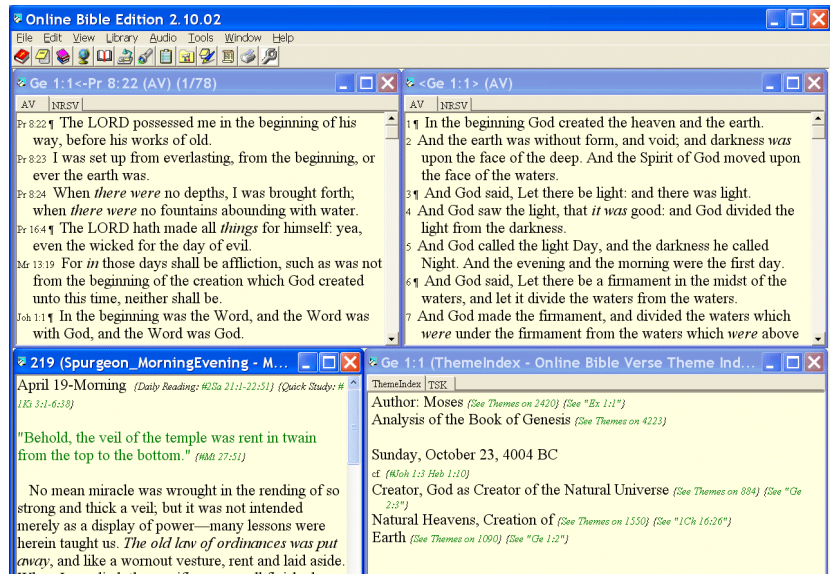 Online Bible Edition 2.10.02
File Edit View Library Audio Tools Window Help
Ge 1:1<-Pr 8:22 (AV) (1/78)
AV NRSV
Pr 8:22 ¶ The LORD possessed me in the beginning of his
way, before his works of old.
Pr 8:23 I was set up from everlasting, from the beginning, or
ever the earth was.
Pr 8:24 When there were no depths, I was brought forth;
when there were no fountains abounding with water.
Pr 16:4 ¶ The LORD hath made all things for himself: yea,
even the wicked for the day of evil.
Mr 13:19 For in those days shall be affliction, such as was not
from the beginning of the creation which God created
unto this time, neither shall be.
Joh 1:1 ¶ In the beginning was the Word, and the Word was
with God, and the Word was God.
<Ge 1:1> (AV)
AV NRSV
1 ¶ In the beginning God created the heaven and the earth.
2 And the earth was without form, and void; and darkness was
upon the face of the deep. And the Spirit of God moved upon
the face of the waters.
3 ¶ And God said, Let there be light: and there was light.
4 And God saw the light, that it was good: and God divided the
light from the darkness.
5 And God called the light Day, and the darkness he called
Night. And the evening and the morning were the first day.
6 ¶ And God said, Let there be a firmament in the midst of the
waters, and let it divide the waters from the waters.
7 And God made the firmament, and divided the waters which
were under the firmament from the waters which were above
219 (Spurgeon_MorningEvening - M...
April 19-Morning {Daily Reading: #2Sa 21:1-22:51} {Quick Study: #
1Ki 3:1-6:38}
"Behold, the veil of the temple was rent in twain
from the top to the bottom." {#Mt 27:51}
No mean miracle was wrought in the rending of so
strong and thick a veil; but it was not intended
merely as a display of power—many lessons were
herein taught us. The old law of ordinances was put
away, and like a wornout vesture, rent and laid aside.
Ge 1:1 (ThemeIndex - Online Bible Verse Theme Ind...
ThemeIndex TSK
Author: Moses {See Themes on 2420} {See "Ex 1:1"}
Analysis of the Book of Genesis {See Themes on 4223}
Sunday, October 23, 4004 BC
cf {#Joh 1:3 Heb 1:10}
Creator, God as Creator of the Natural Universe {See Themes on 884} {See "Ge
2:3"}
Natural Heavens, Creation of {See Themes on 1550} {See "1Ch 16:26"}
Earth {See Themes on 1090} {See "Ge 1:2"}